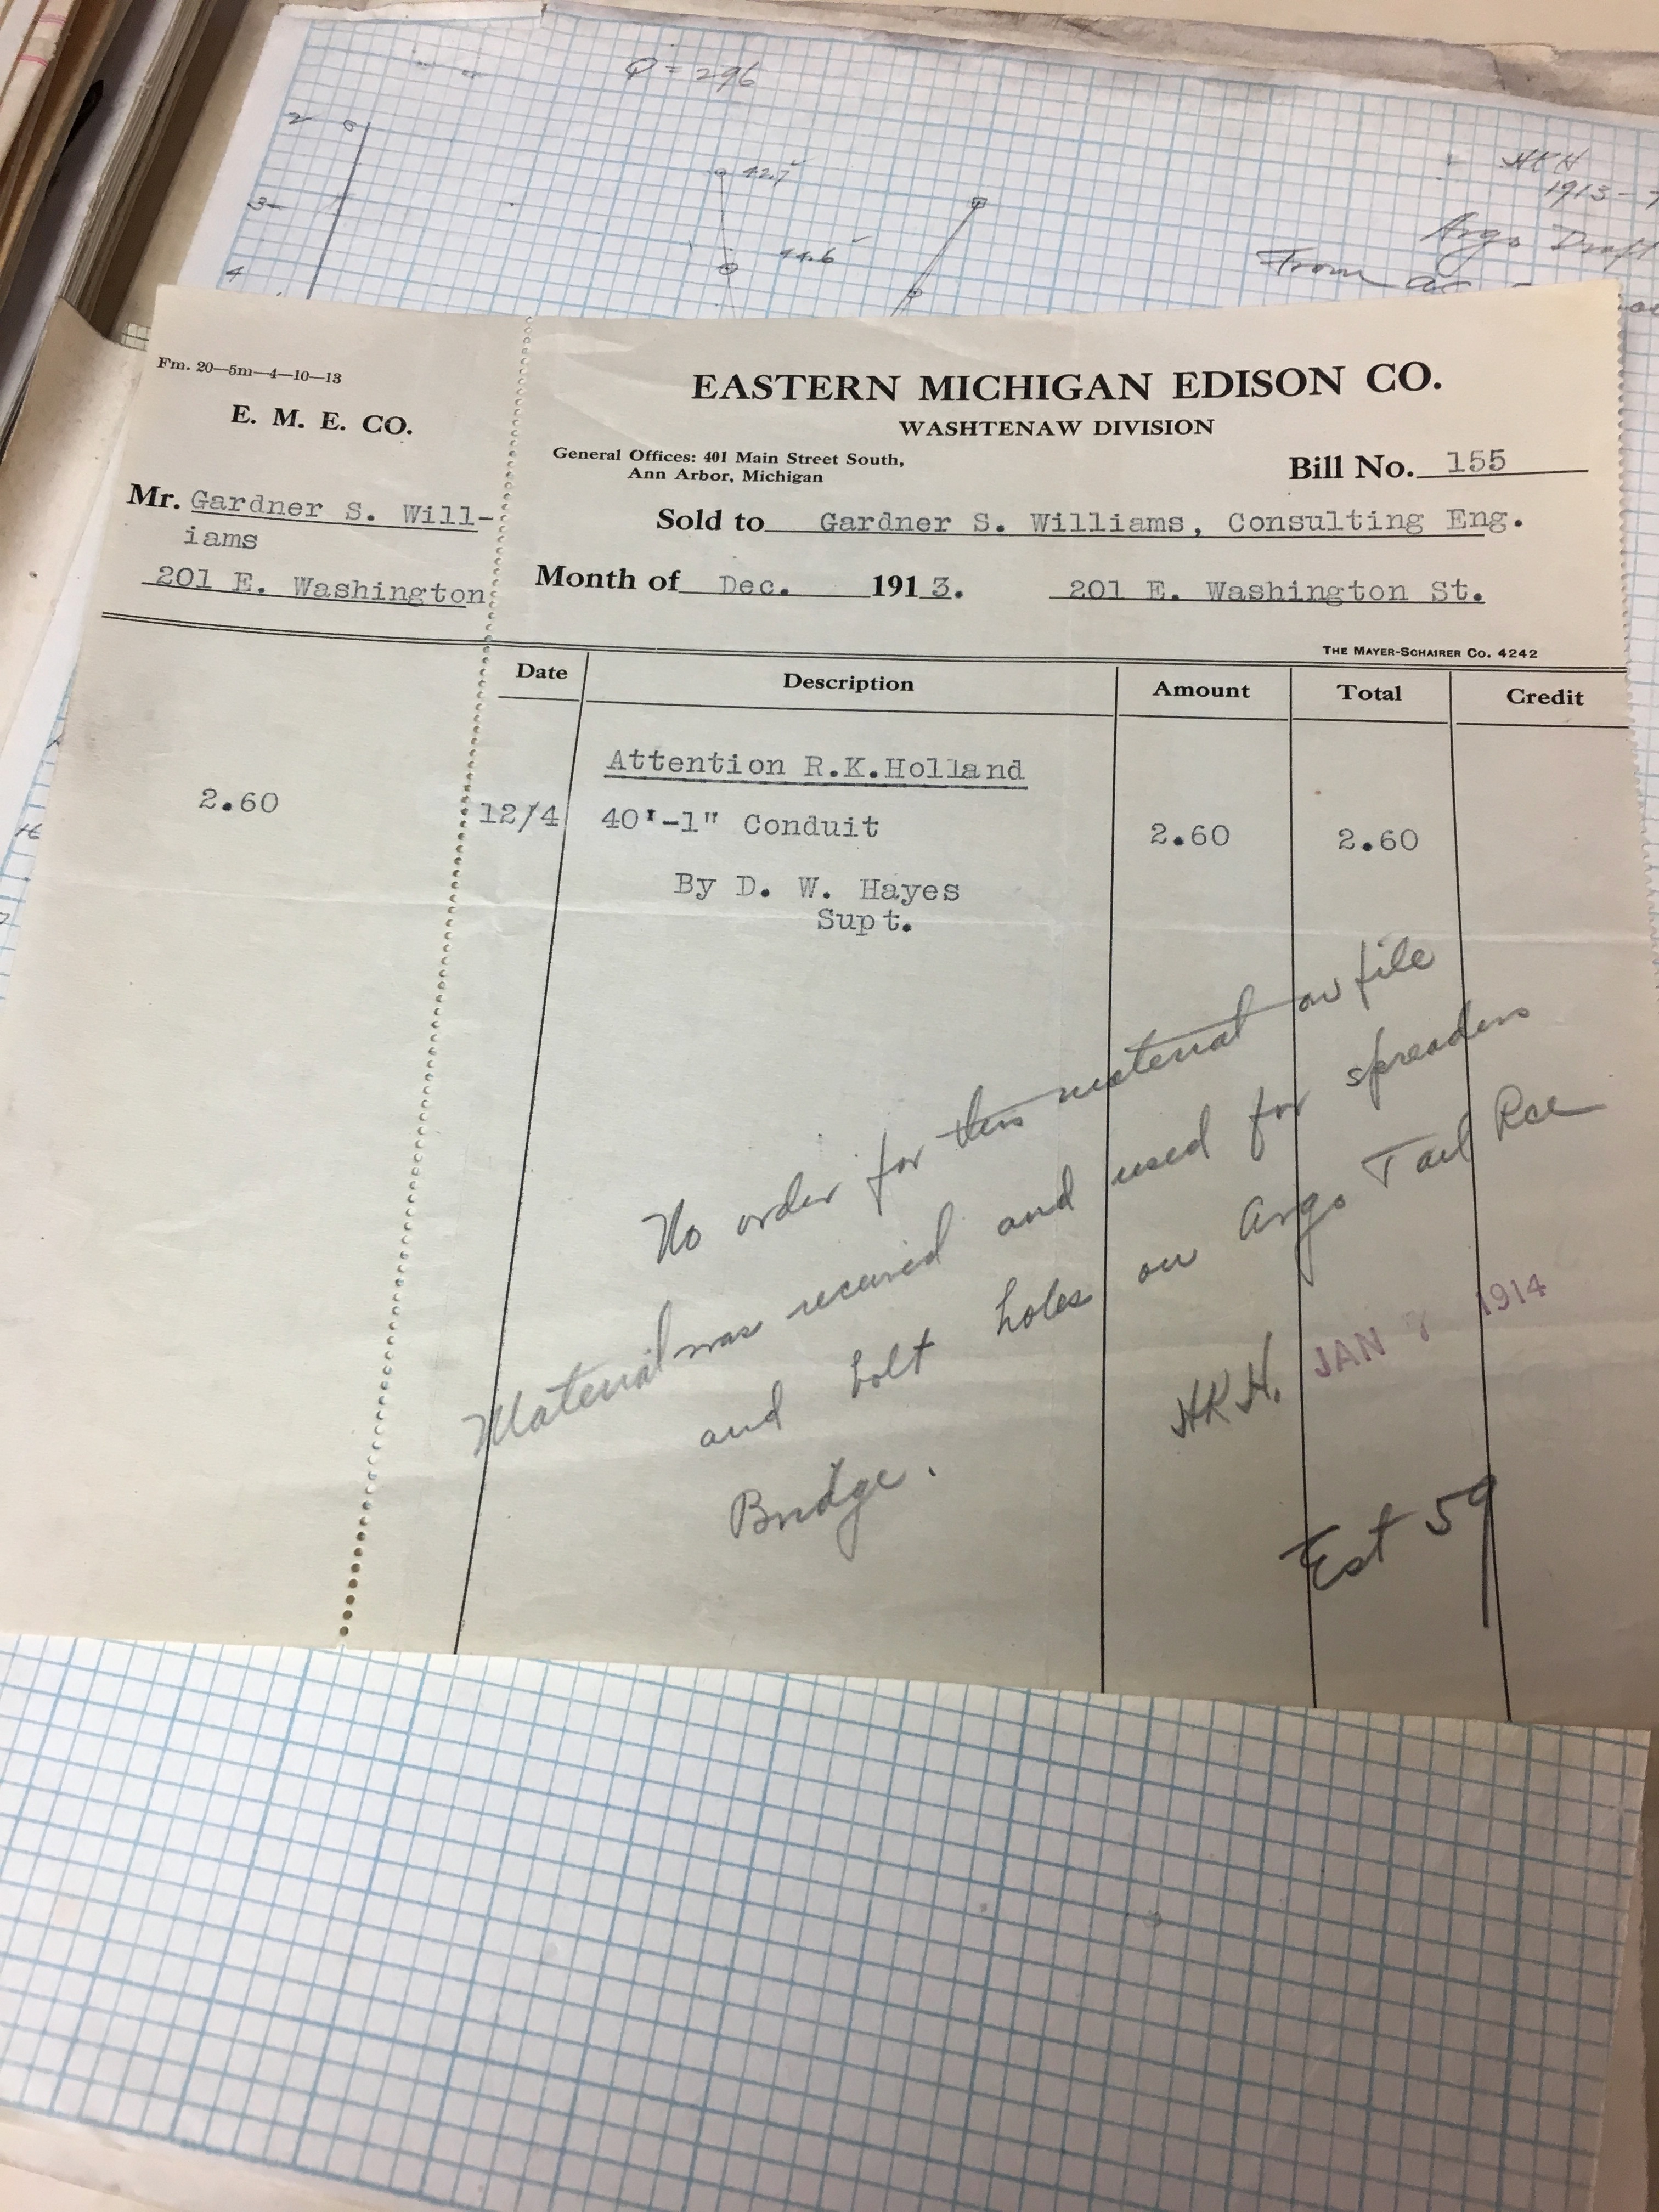 Q = 296
2
3
4
42.7
44.6
HKH
1913-7
Argo Draft
From
Fm. 20—5m—4—10—13
E. M. E. CO.
Mr. Gardner S. Will-
iams
201 E. Washington
2.60
EASTERN MICHIGAN EDISON CO.
WASHTENAW DIVISION
General Offices: 401 Main Street South,
Ann Arbor, Michigan
Bill No. 155
Sold to Gardner S. Williams, Consulting Eng.
Month of Dec. 1913. 201 E. Washington St.
THE MAYER-SCHAIRER CO. 4242
Date Description Amount Total Credit
Attention R.K.Holland
12/4 40'-1" Conduit 2.60 2.60
By D. W. Hayes
Supt.
No order for this material on file
Material was received and used for spreaders
and bolt holes on Argo Tail Rce
Bridge.
HKH. JAN 7 1914
Est 59